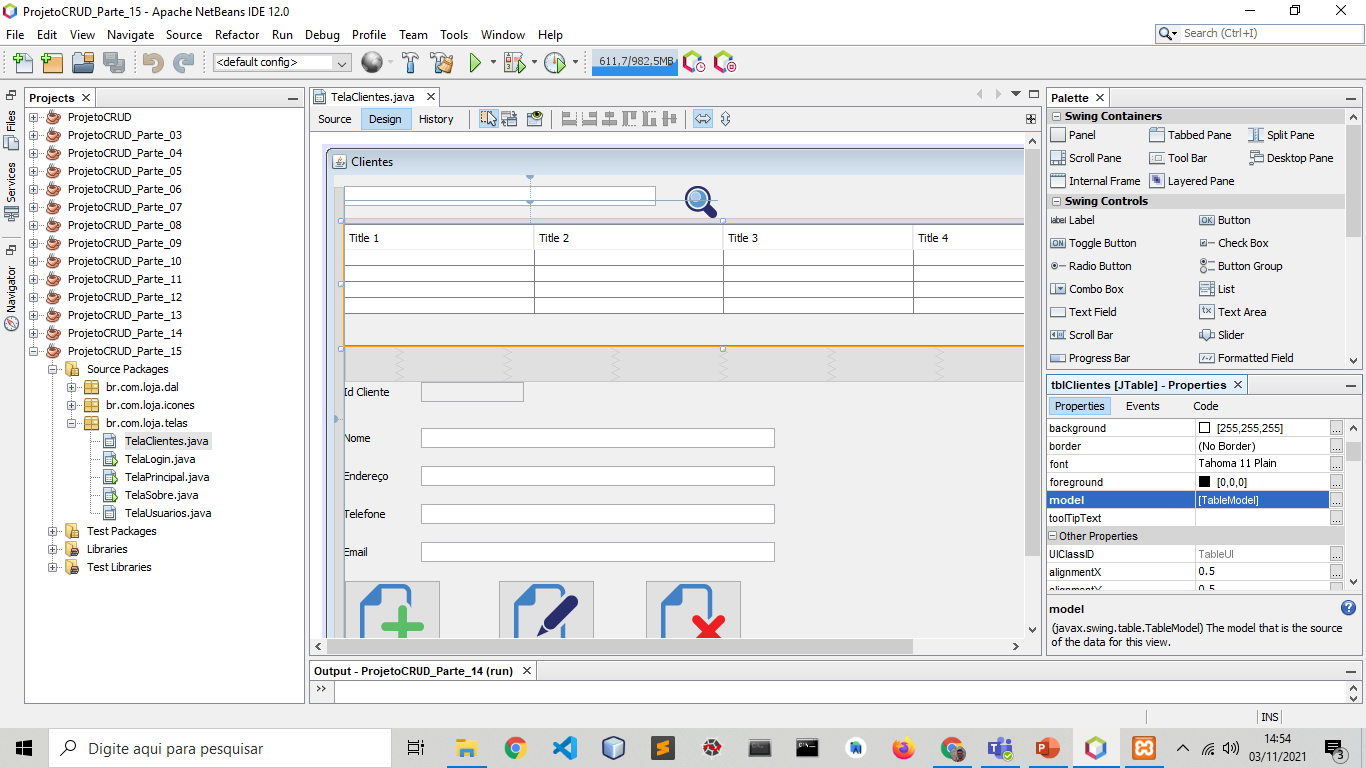 ProjetoCRUD_Parte_15 - Apache NetBeans IDE 12.0
File Edit View Navigate Source Refactor Run Debug Profile Team Tools Window Help
Search (Ctrl+I)
<default config>
611,7/982,5MB
Files
Services
Navigator
Projects
ProjetoCRUD
ProjetoCRUD_Parte_03
ProjetoCRUD_Parte_04
ProjetoCRUD_Parte_05
ProjetoCRUD_Parte_06
ProjetoCRUD_Parte_07
ProjetoCRUD_Parte_08
ProjetoCRUD_Parte_09
ProjetoCRUD_Parte_10
ProjetoCRUD_Parte_11
ProjetoCRUD_Parte_12
ProjetoCRUD_Parte_13
ProjetoCRUD_Parte_14
ProjetoCRUD_Parte_15
Source Packages
br.com.loja.dal
br.com.loja.icones
br.com.loja.telas
TelaClientes.java
TelaLogin.java
TelaPrincipal.java
TelaSobre.java
TelaUsuarios.java
Test Packages
Libraries
Test Libraries
TelaClientes.java
Source Design History
Clientes
Title 1 Title 2 Title 3 Title 4
Id Cliente
Nome
Endereço
Telefone
Email
Output - ProjetoCRUD_Parte_14 (run)
Palette
Swing Containers
Panel Tabbed Pane Split Pane
Scroll Pane Tool Bar Desktop Pane
Internal Frame Layered Pane
Swing Controls
label Label OK Button
ON Toggle Button Check Box
Radio Button Button Group
Combo Box List
Text Field Text Area
Scroll Bar Slider
Progress Bar Formatted Field
tblClientes [JTable] - Properties
Properties Events Code
background [255,255,255] ...
border (No Border) ...
font Tahoma 11 Plain ...
foreground [0,0,0] ...
model [TableModel] ...
toolTipText ...
Other Properties
UIClassID TableUI ...
alignmentX 0.5 ...
alignmentY 0.5 ...
model
(javax.swing.table.TableModel) The model that is the source
of the data for this view.
INS
Digite aqui para pesquisar
14:54
03/11/2021
3